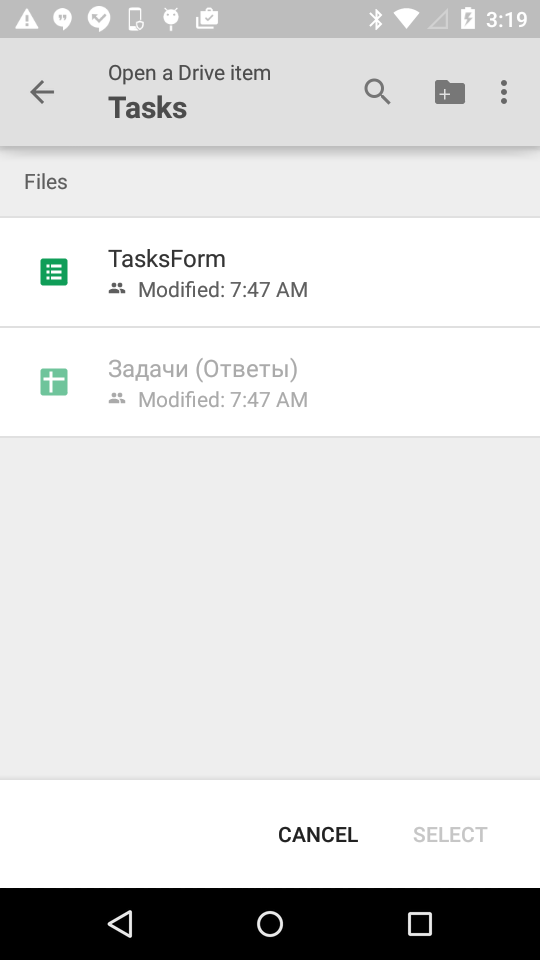 3:19
Open a Drive item
Tasks
Files
TasksForm
Modified: 7:47 AM
Задачи (Ответы)
Modified: 7:47 AM
CANCEL SELECT